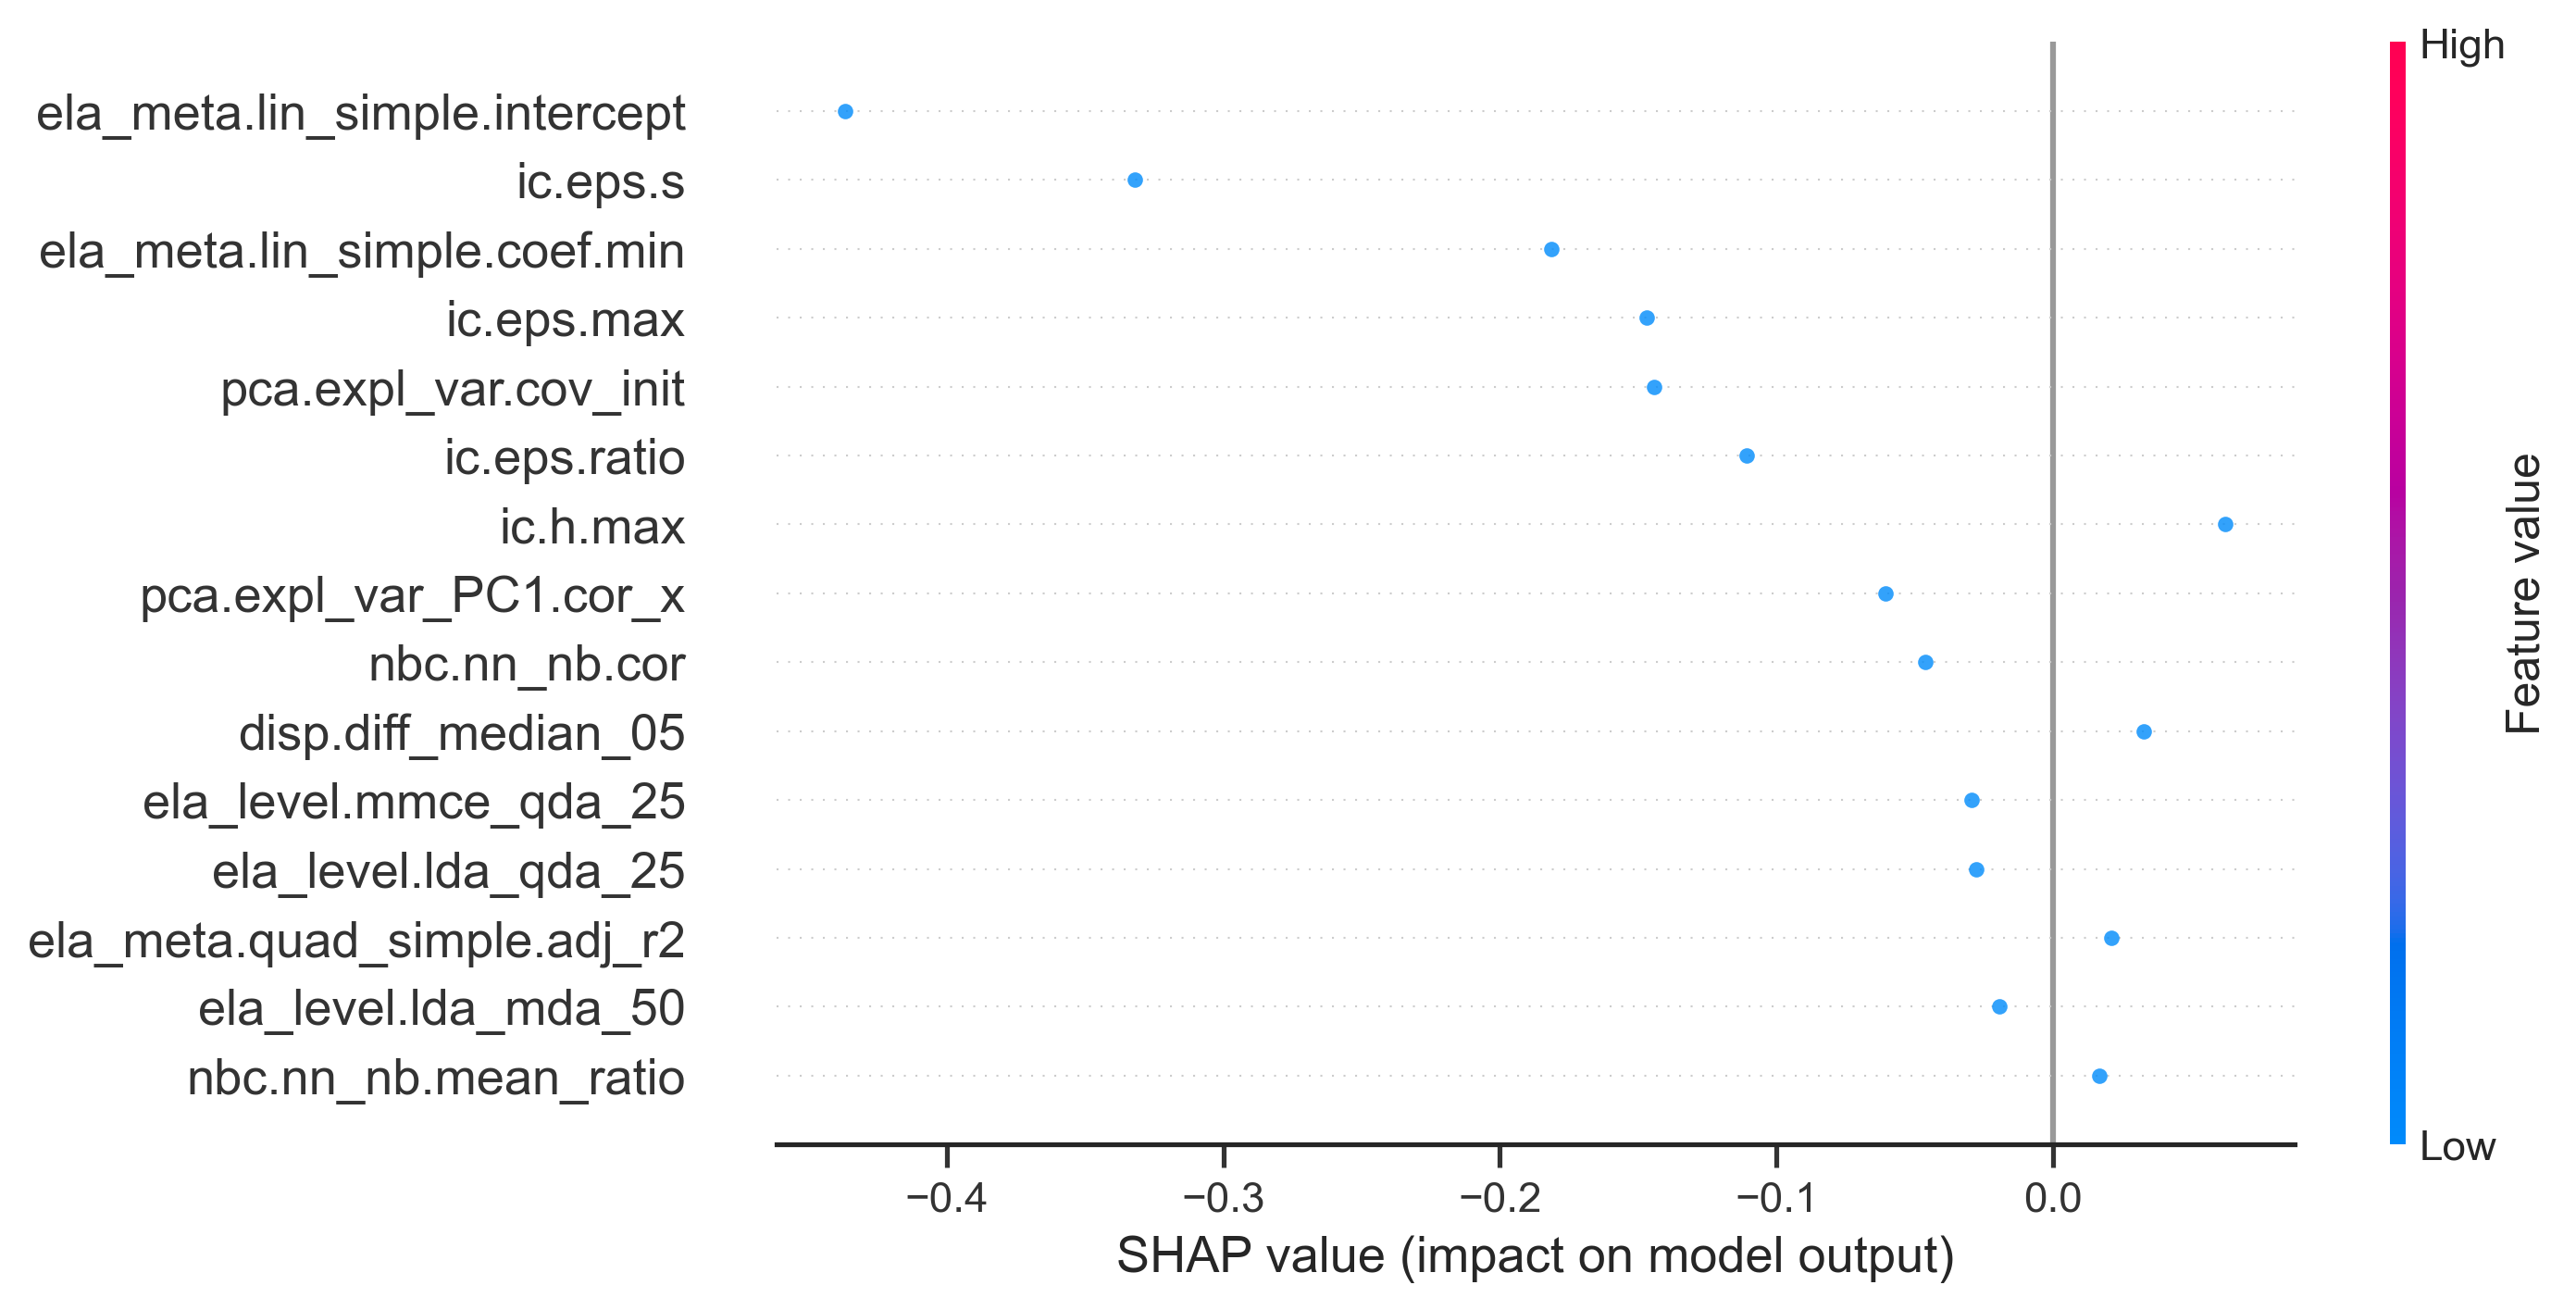 High
ela_meta.lin_simple.intercept
ic.eps.s
ela_meta.lin_simple.coef.min
ic.eps.max
pca.expl_var.cov_init
ic.eps.ratio
ic.h.max
pca.expl_var_PC1.cor_x
nbc.nn_nb.cor
disp.diff_median_05
ela_level.mmce_qda_25
ela_level.lda_qda_25
ela_meta.quad_simple.adj_r2
ela_level.lda_mda_50
nbc.nn_nb.mean_ratio
Feature value
Low
−0.4 −0.3 −0.2 −0.1 0.0
SHAP value (impact on model output)